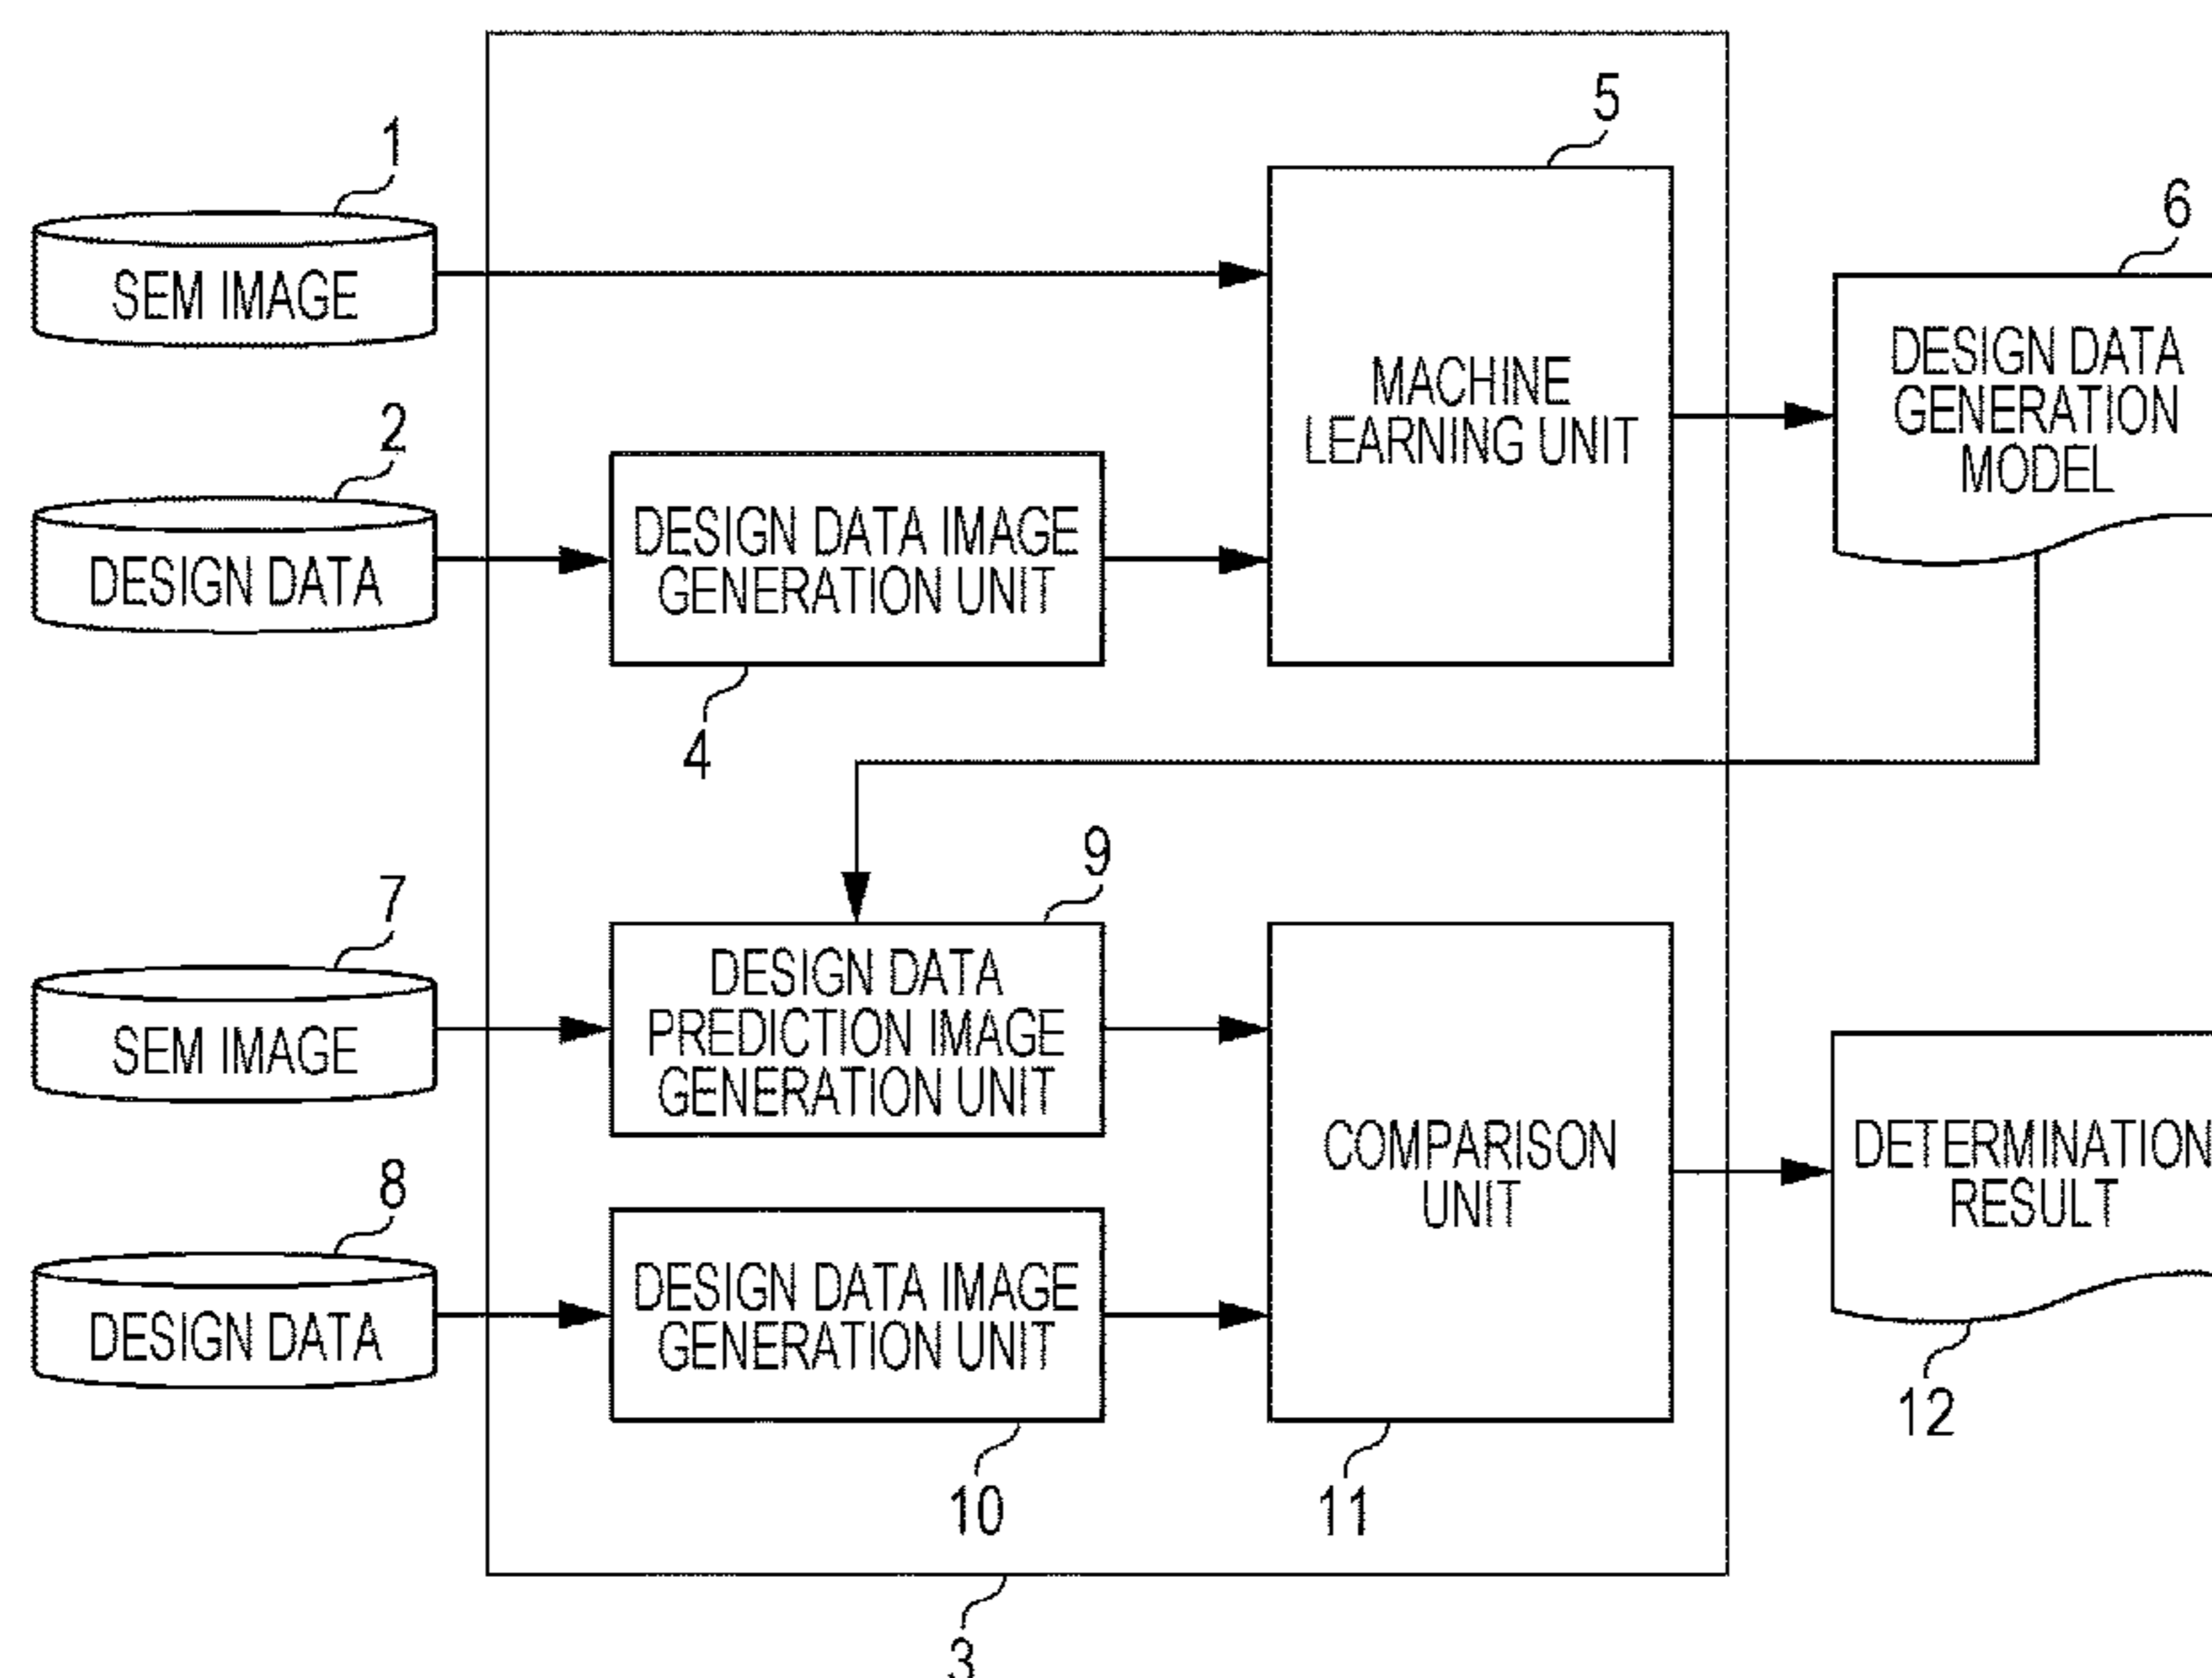 5
1
6
SEM IMAGE
DESIGN DATA
GENERATION
MODEL
MACHINE
LEARNING UNIT
2
DESIGN DATA
DESIGN DATA IMAGE
GENERATION UNIT
4
9
7
SEM IMAGE
DESIGN DATA
PREDICTION IMAGE
GENERATION UNIT
COMPARISON
UNIT
DETERMINATION
RESULT
8
DESIGN DATA
DESIGN DATA IMAGE
GENERATION UNIT
12
10
11
3